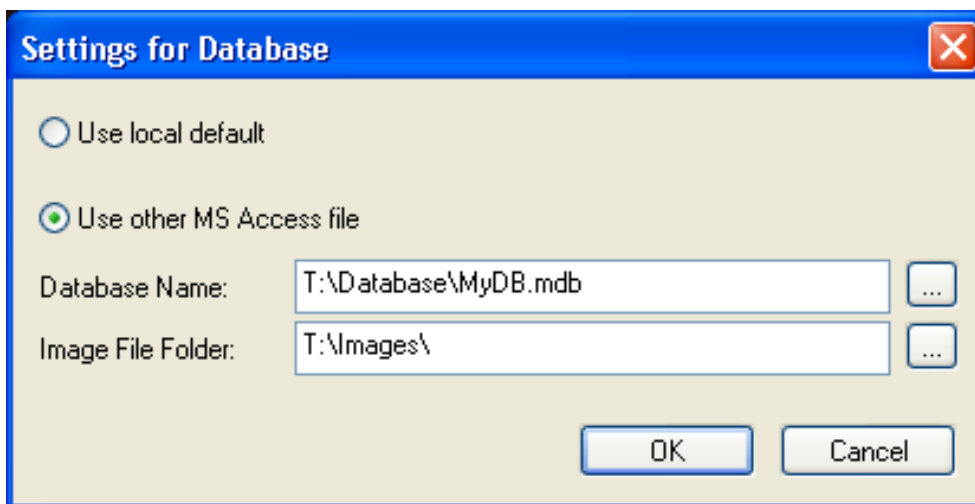 Settings for Database
Use local default
Use other MS Access file
Database Name: T:\Database\MyDB.mdb ...
Image File Folder: T:\Images\ ...
OK Cancel